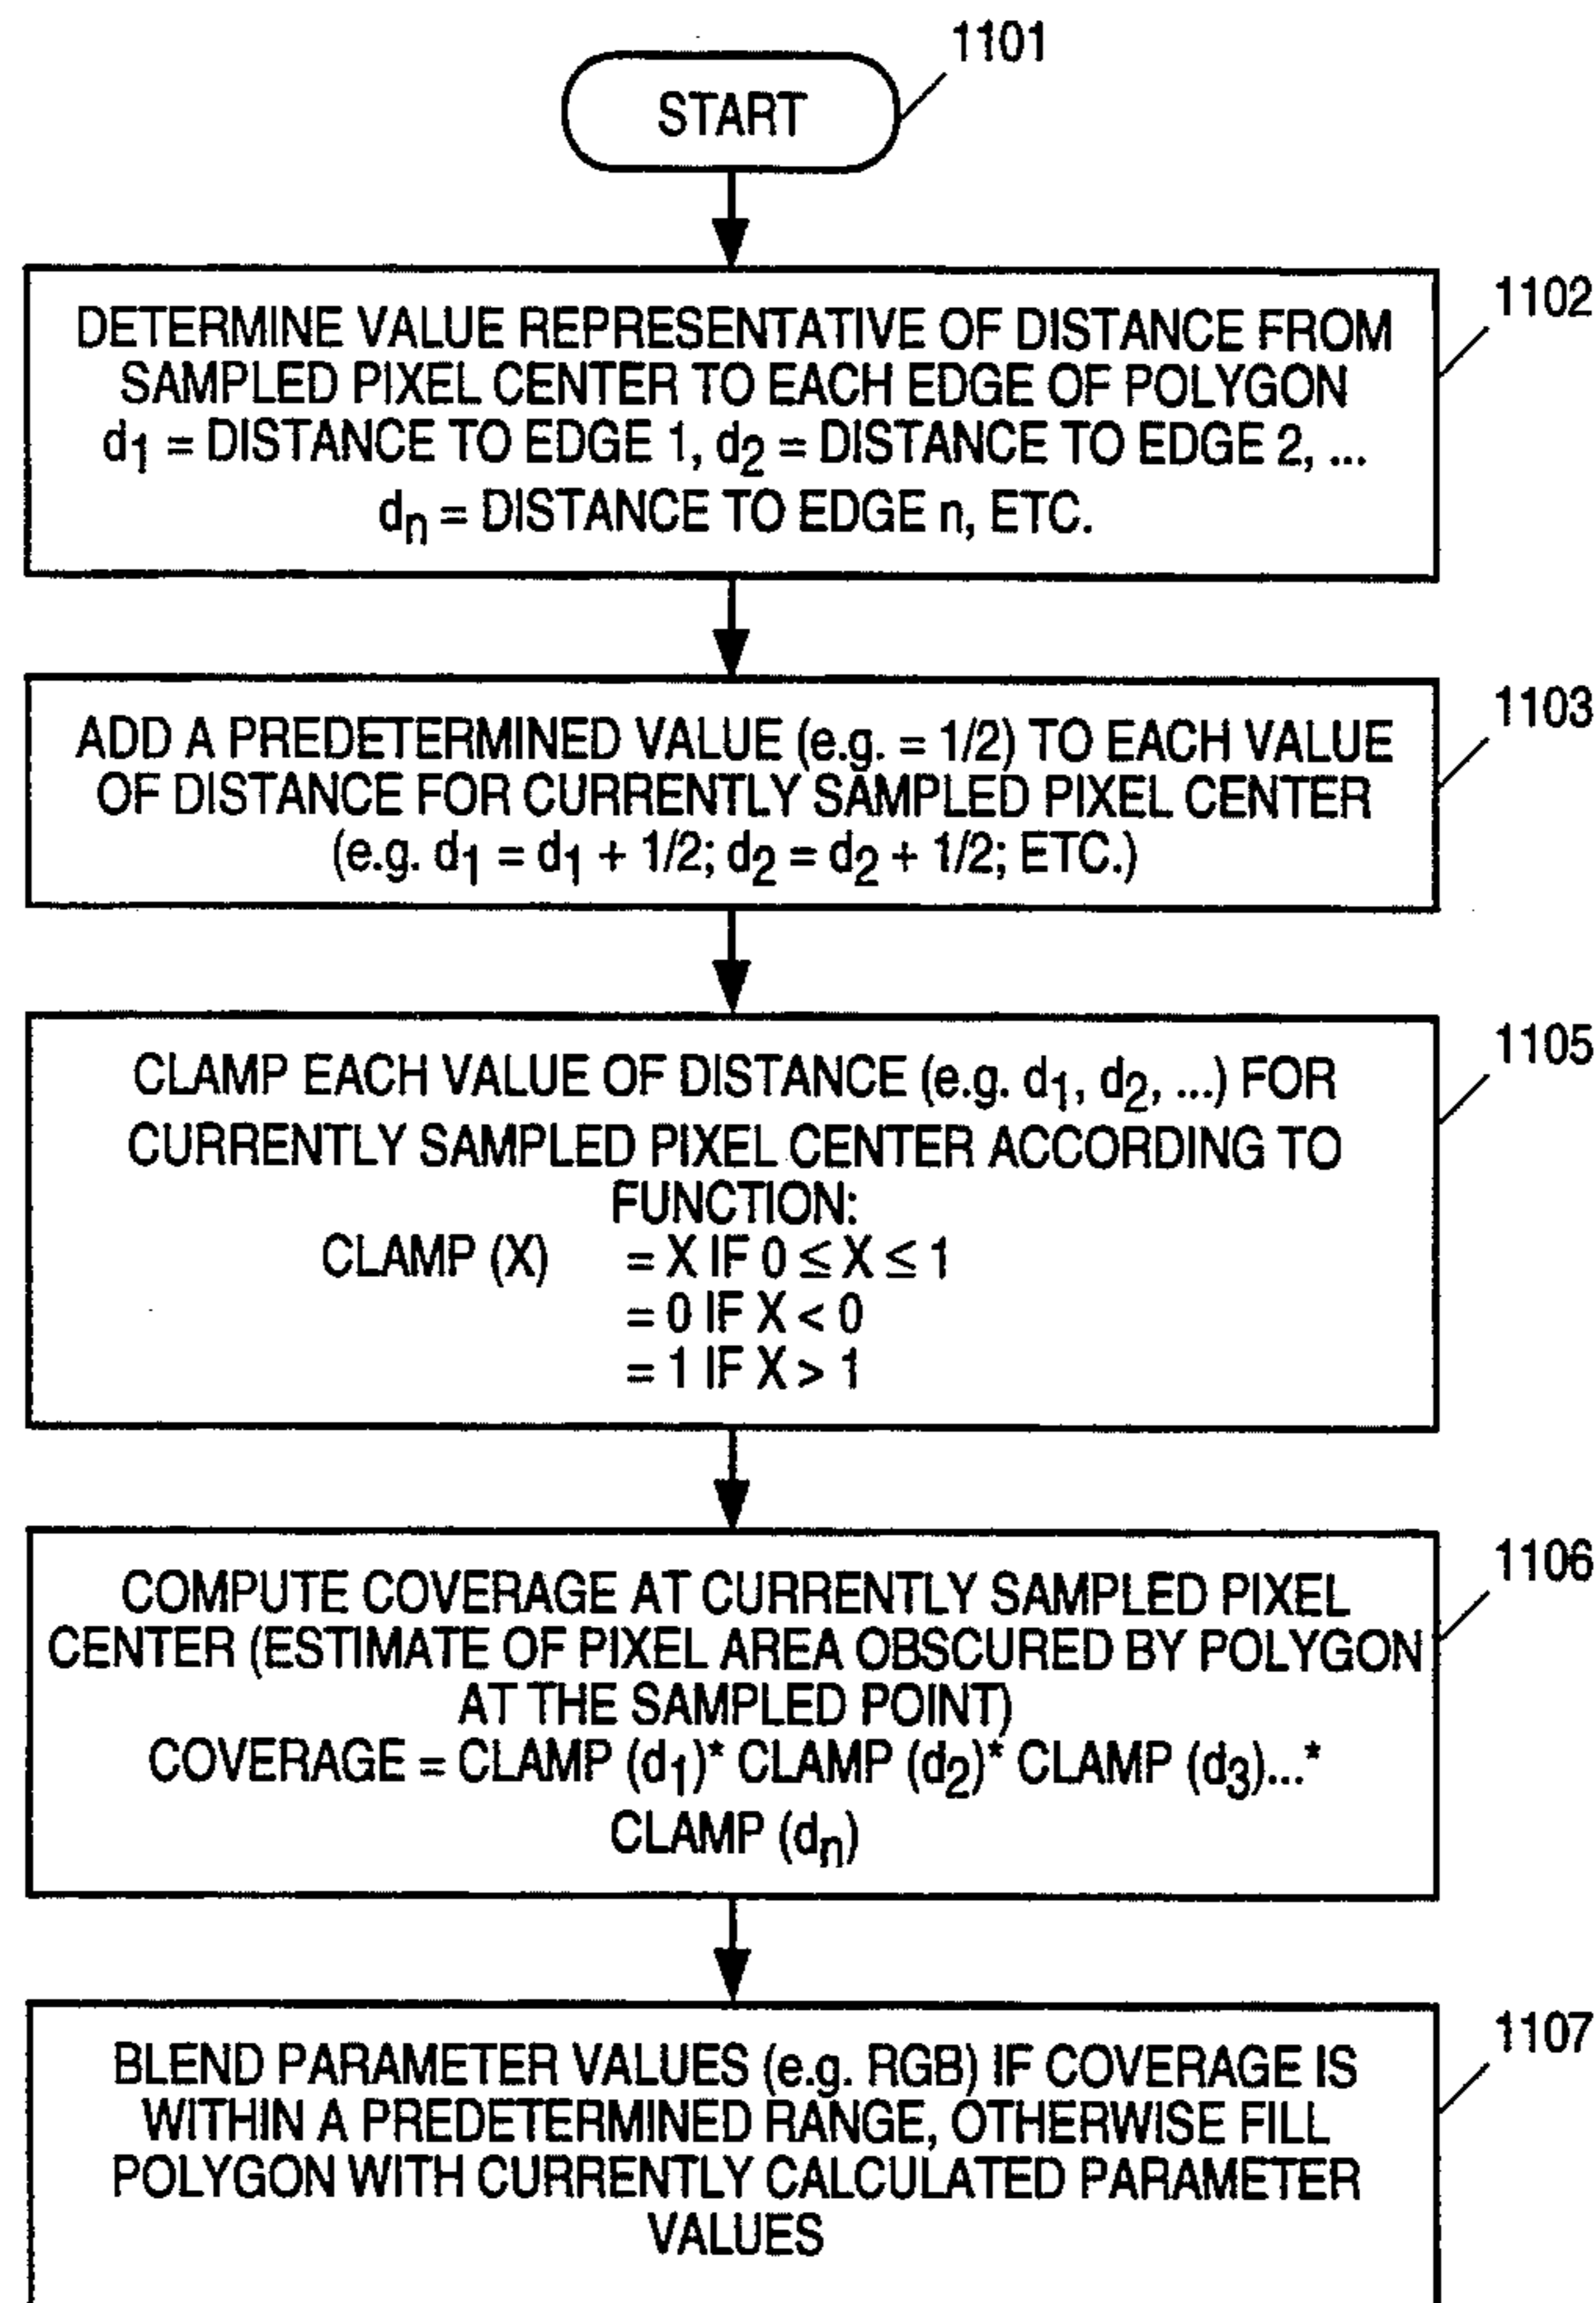 1101
START
1102
DETERMINE VALUE REPRESENTATIVE OF DISTANCE FROM
SAMPLED PIXEL CENTER TO EACH EDGE OF POLYGON
d1 = DISTANCE TO EDGE 1, d2 = DISTANCE TO EDGE 2, ...
dn = DISTANCE TO EDGE n, ETC.
1103
ADD A PREDETERMINED VALUE (e.g. = 1/2) TO EACH VALUE
OF DISTANCE FOR CURRENTLY SAMPLED PIXEL CENTER
(e.g. d1 = d1 + 1/2; d2 = d2 + 1/2; ETC.)
1105
CLAMP EACH VALUE OF DISTANCE (e.g. d1, d2, ...) FOR
CURRENTLY SAMPLED PIXEL CENTER ACCORDING TO
FUNCTION:
CLAMP (X) = X IF 0 ≤ X ≤ 1
= 0 IF X < 0
= 1 IF X > 1
1106
COMPUTE COVERAGE AT CURRENTLY SAMPLED PIXEL
CENTER (ESTIMATE OF PIXEL AREA OBSCURED BY POLYGON
AT THE SAMPLED POINT)
COVERAGE = CLAMP (d1)* CLAMP (d2)* CLAMP (d3)...*
CLAMP (dn)
1107
BLEND PARAMETER VALUES (e.g. RGB) IF COVERAGE IS
WITHIN A PREDETERMINED RANGE, OTHERWISE FILL
POLYGON WITH CURRENTLY CALCULATED PARAMETER
VALUES